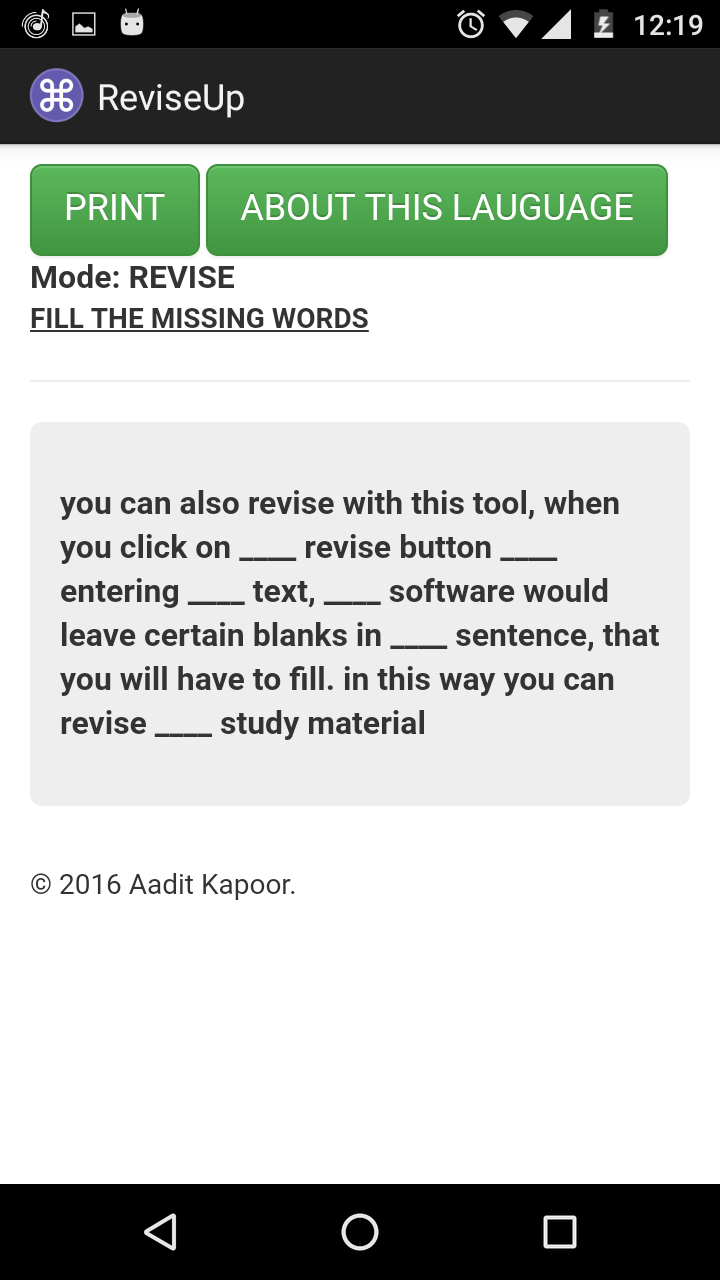 12:19
ReviseUp
PRINT ABOUT THIS LAUGUAGE
Mode: REVISE
FILL THE MISSING WORDS
you can also revise with this tool, when
you click on ____ revise button ____
entering ____ text, ____ software would
leave certain blanks in ____ sentence, that
you will have to fill. in this way you can
revise ____ study material
© 2016 Aadit Kapoor.